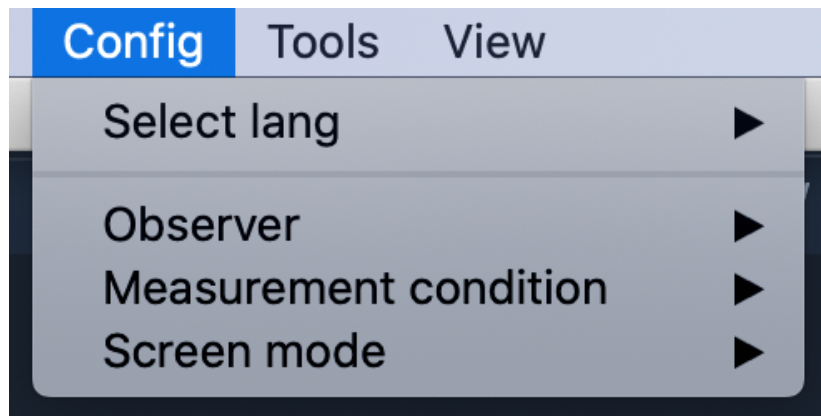 Config Tools View
Select lang
Observer
Measurement condition
Screen mode